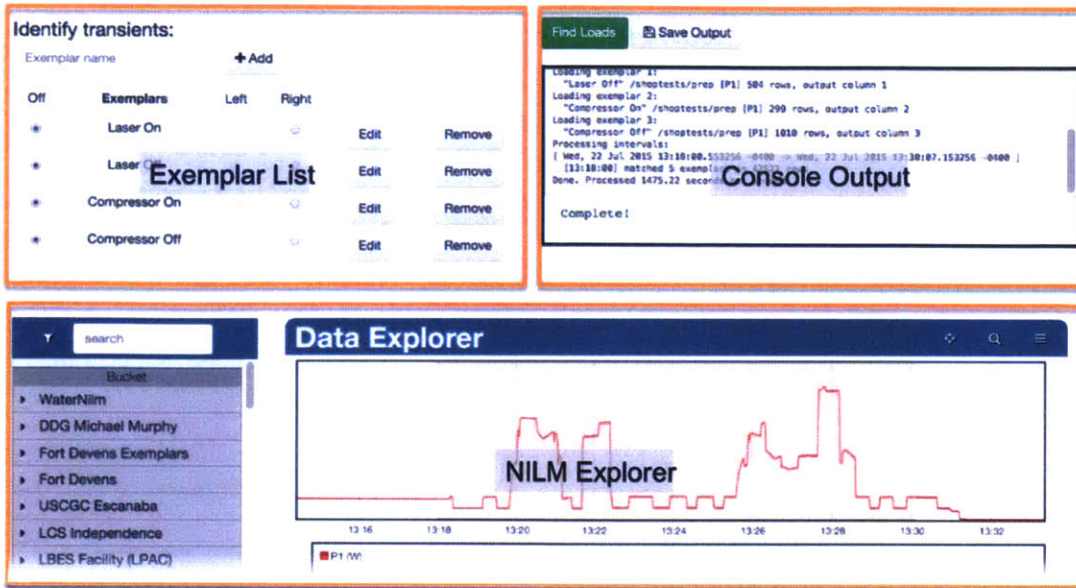 Identify transients:
Exemplar name
+ Add
Off Exemplars Left Right
Laser On Edit Remove
Laser Off Edit Remove
Exemplar List
Compressor On Edit Remove
Compressor Off Edit Remove
Find Loads Save Output
Loading exemplar 1:
"Laser Off" /shoptests/prep [P1] 504 rows, output column 1
Loading exemplar 2:
"Compressor On" /shoptests/prep [P1] 299 rows, output column 2
Loading exemplar 3:
"Compressor Off" /shoptests/prep [P1] 1010 rows, output column 3
Processing intervals:
[ Wed, 22 Jul 2015 13:18:00.553256 -0400 -> Wed, 22 Jul 2015 13:30:07.153256 -0400 ]
[13:18:00] matched 5
Done. Processed 1475.22
Console Output
Complete!
search
Bucket
WaterNilm
DDG Michael Murphy
Fort Devens Exemplars
Fort Devens
USCGC Escanaba
LCS Independence
LBES Facility (LPAC)
Data Explorer
NILM Explorer
13:16 13:18 13:20 13:22 13:24 13:26 13:28 13:30 13:32
P1 (W)